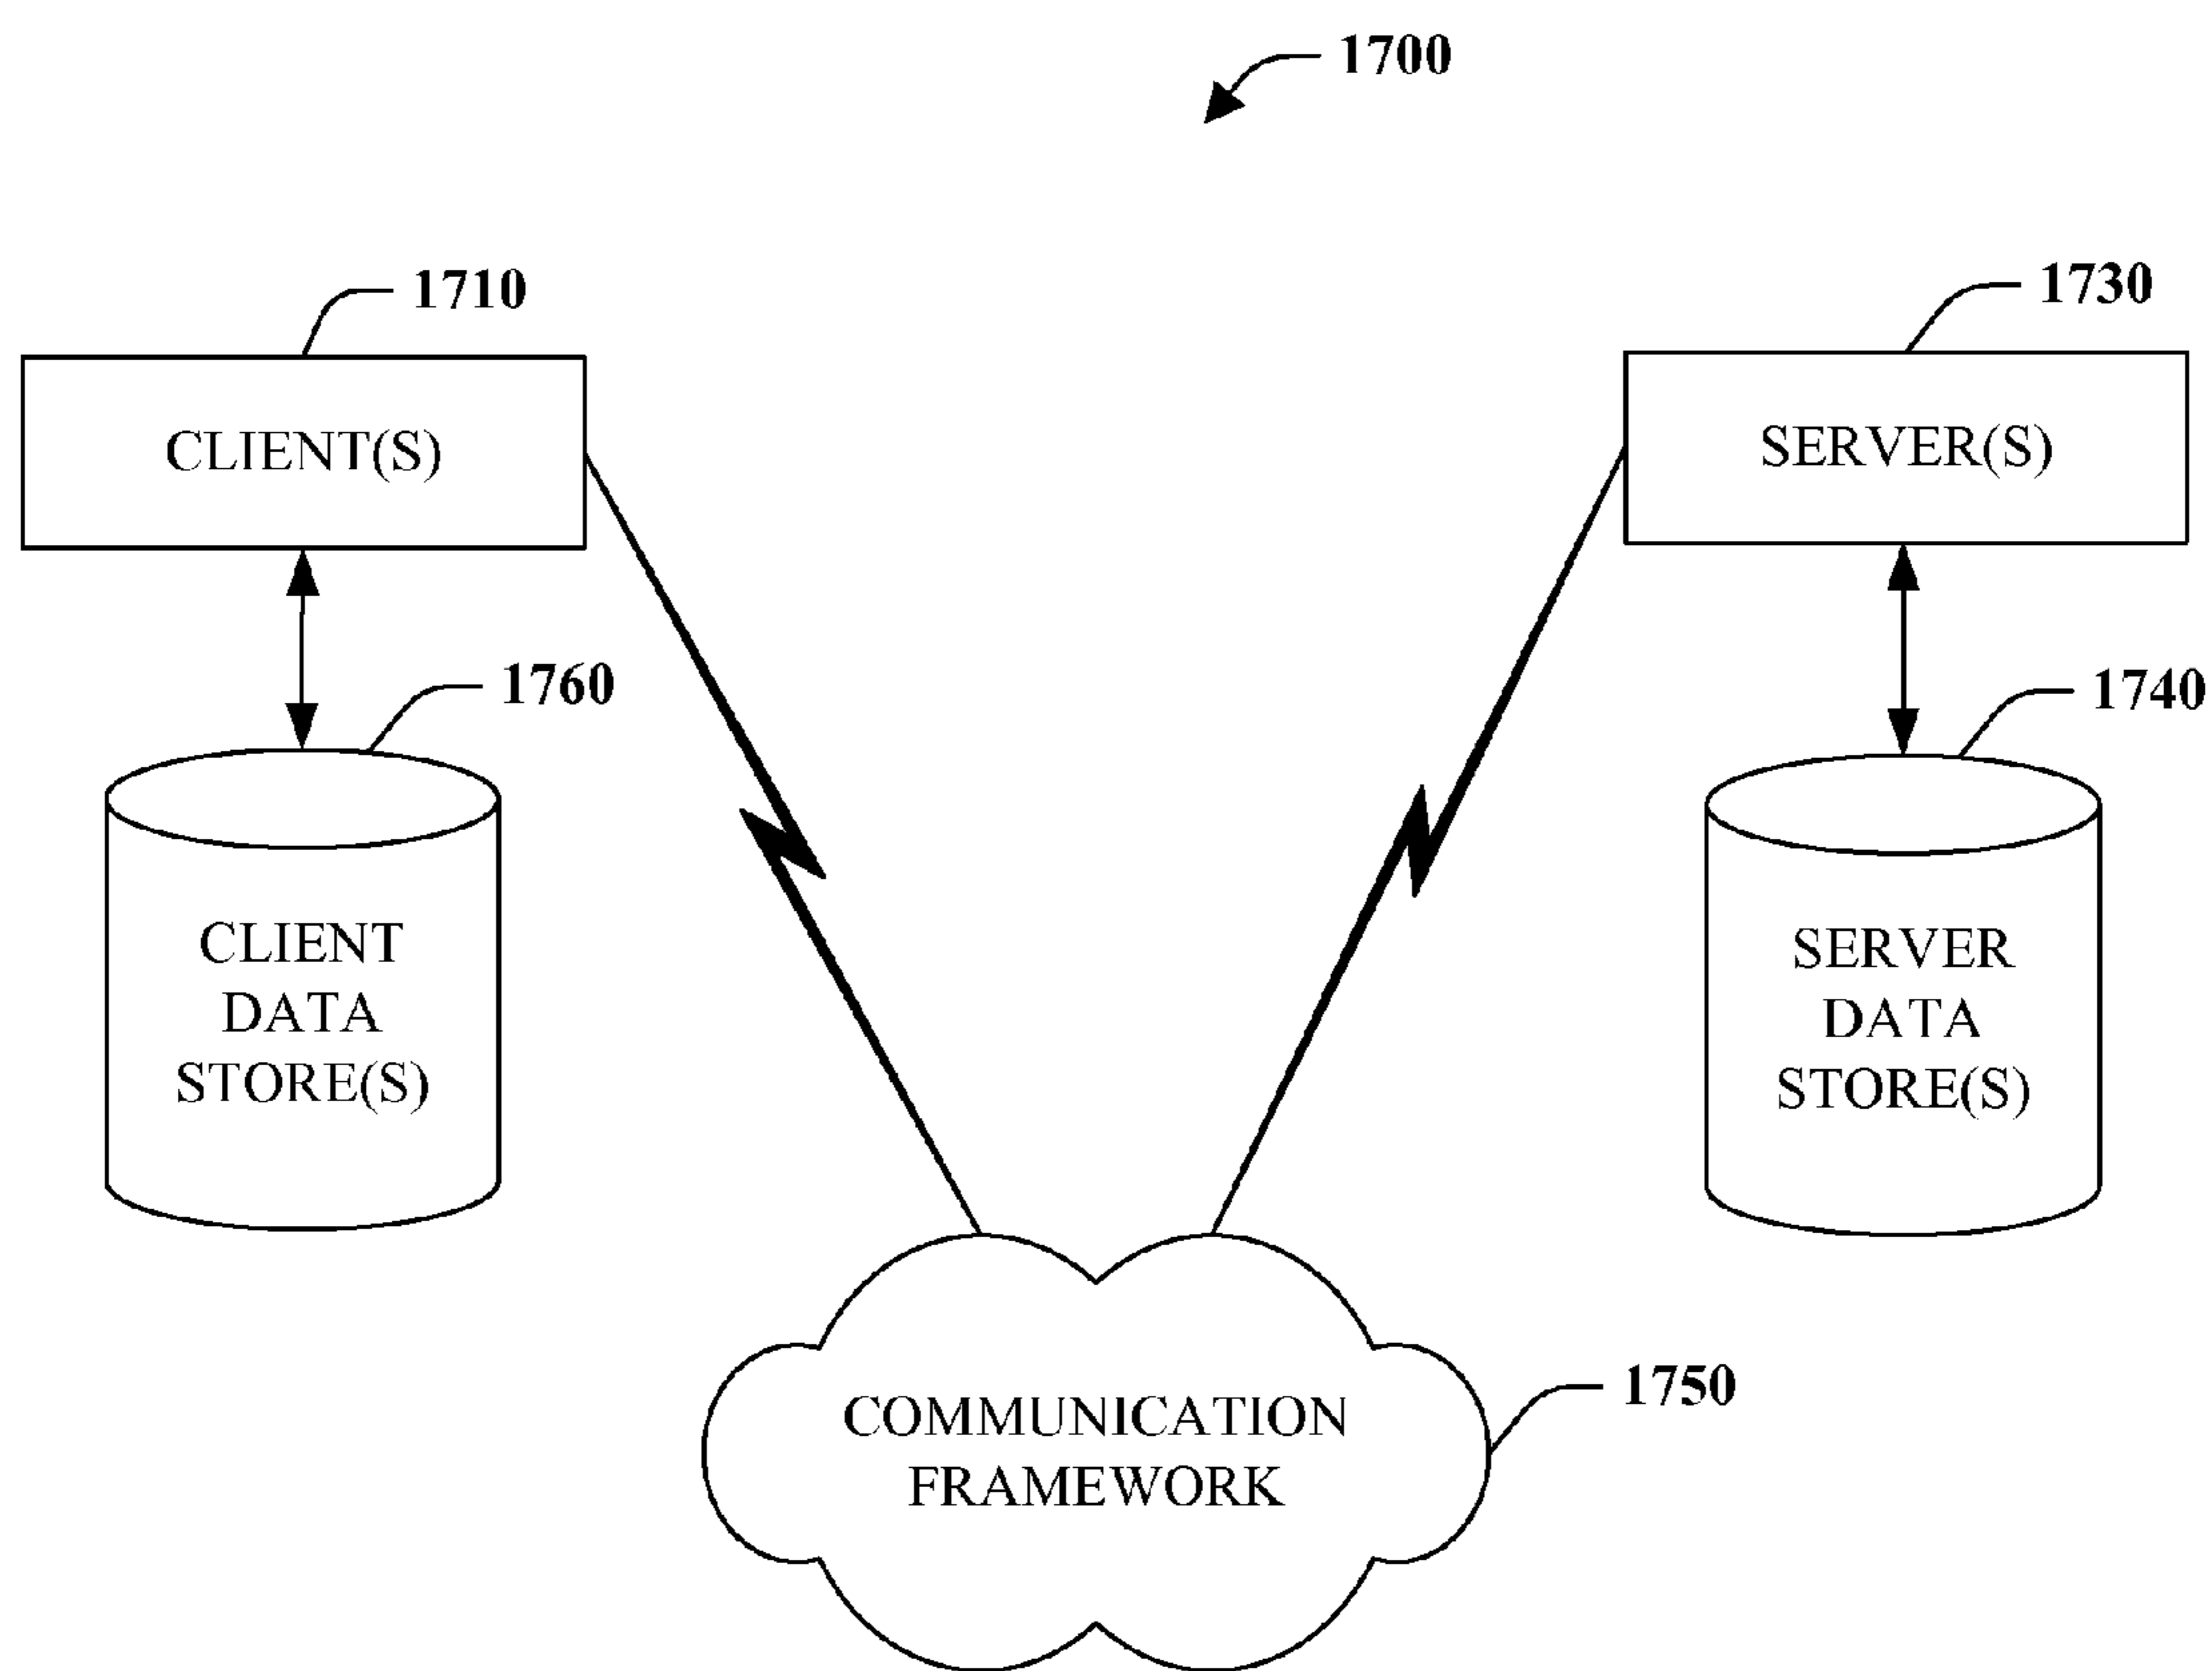 1700
1710
1730
CLIENT(S)
SERVER(S)
1760
1740
CLIENT
DATA
STORE(S)
SERVER
DATA
STORE(S)
1750
COMMUNICATION
FRAMEWORK